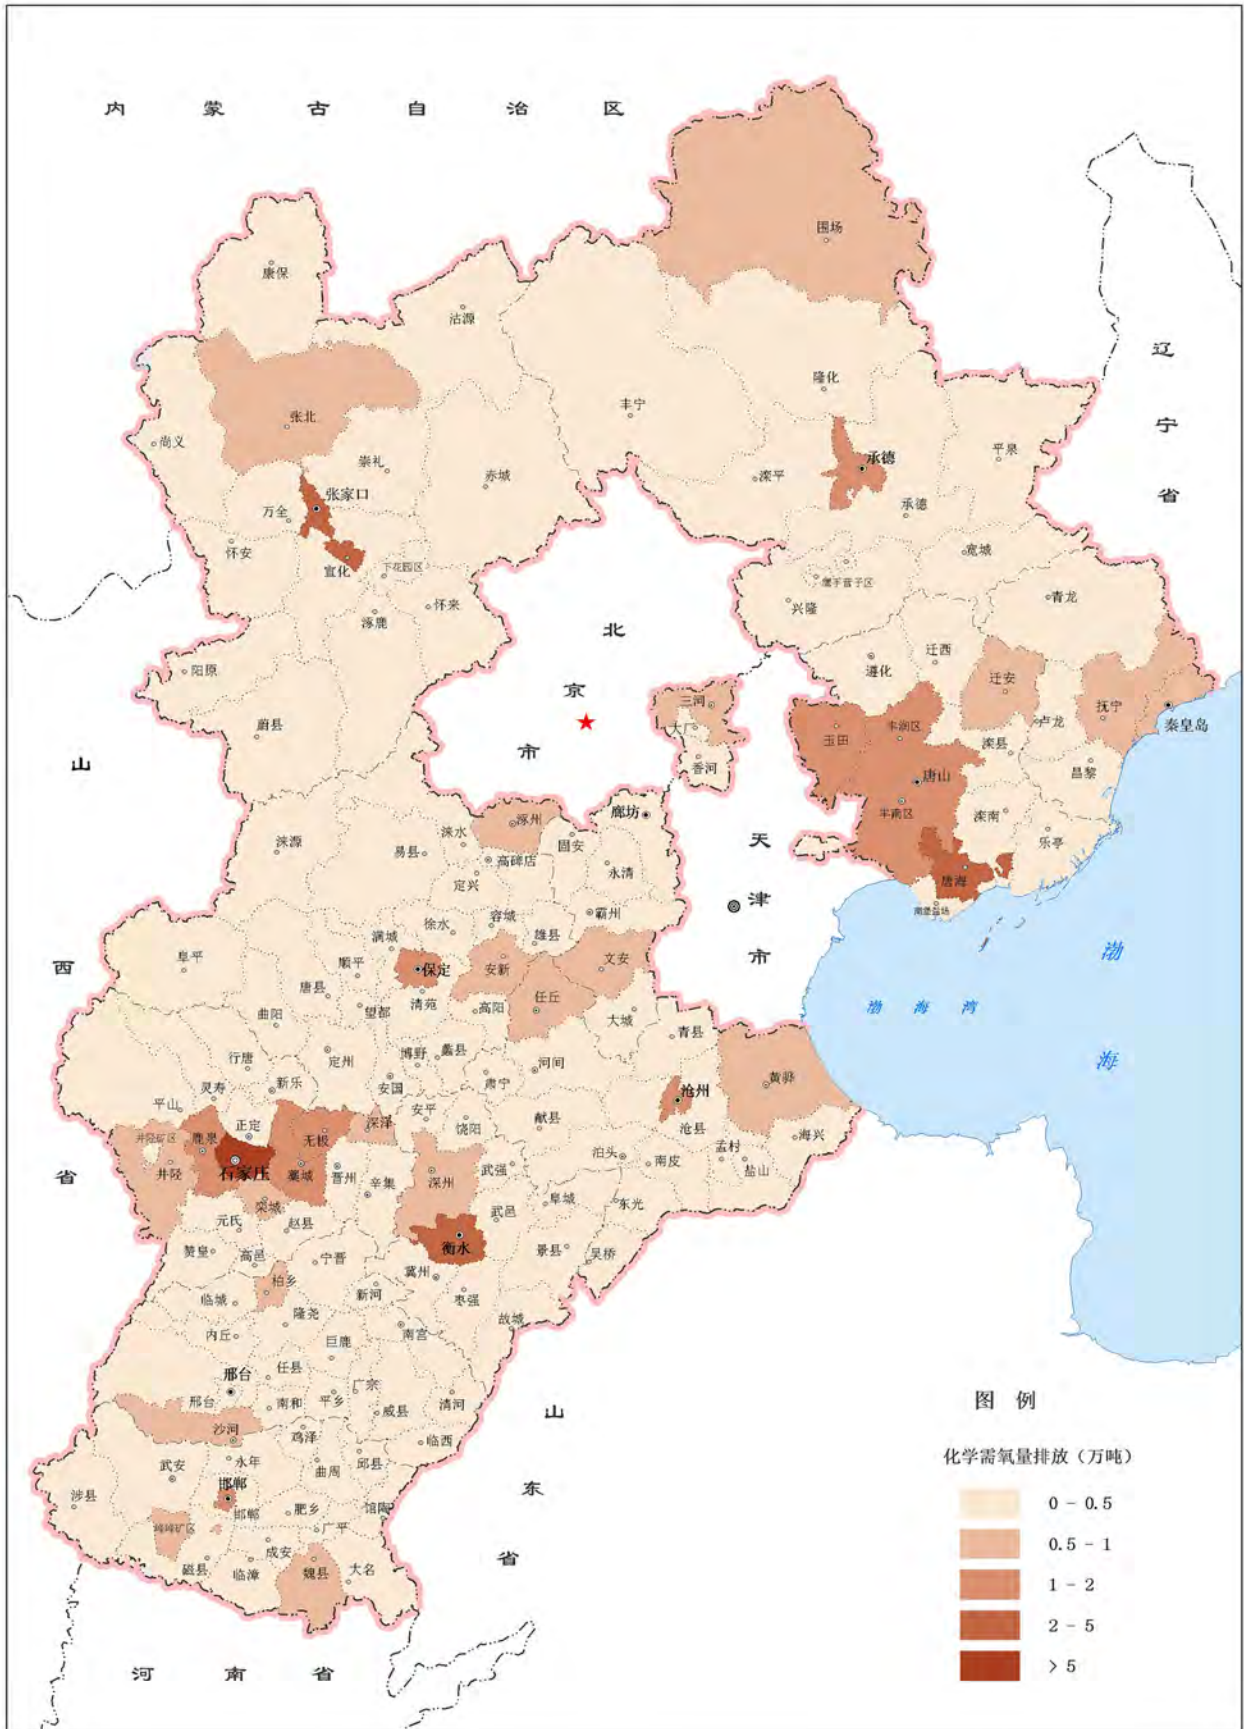 内蒙古自治区
围场
康保
沽源
辽宁省
隆化
丰宁
张北
尚义
平泉
承德
崇礼
滦平
赤城
张家口
承德
万全
怀安
宽城
宣化
下花园区
鹰手营子区
青龙
兴隆
怀来
涿鹿
北京市
迁西
遵化
阳原
迁安
三河
抚宁
蔚县
卢龙
秦皇岛
大厂
玉田
丰润区
滦县
香河
昌黎
唐山
丰南区
廊坊
涿州
滦南
山西省
涞水
固安
天津市
乐亭
涞源
易县
高碑店
永清
定兴
唐海
南堡盐场
霸州
容城
徐水
满城
雄县
渤海
阜平
顺平
保定
安新
文安
唐县
清苑
任丘
渤海湾
曲阳
望都
高阳
大城
青县
定州
博野
蠡县
河间
行唐
黄骅
新乐
安国
肃宁
灵寿
沧州
平山
安平
饶阳
献县
沧县
正定
深泽
海兴
井陉矿区
鹿泉
无极
泊头
孟村
南皮
盐山
井陉
石家庄
藁城
晋州
辛集
深州
武强
栾城
阜城
东光
元氏
赵县
武邑
赞皇
高邑
宁晋
衡水
景县
吴桥
冀州
柏乡
新河
枣强
临城
隆尧
故城
内丘
巨鹿
南宫
邢台
任县
广宗
邢台
南和
平乡
威县
清河
山东省
沙河
鸡泽
临西
武安
永年
曲周
邱县
涉县
邯郸
邯郸
肥乡
馆陶
峰峰矿区
广平
成安
磁县
临漳
魏县
大名
河南省
图例
化学需氧量排放（万吨）
0 - 0.5
0.5 - 1
1 - 2
2 - 5
> 5